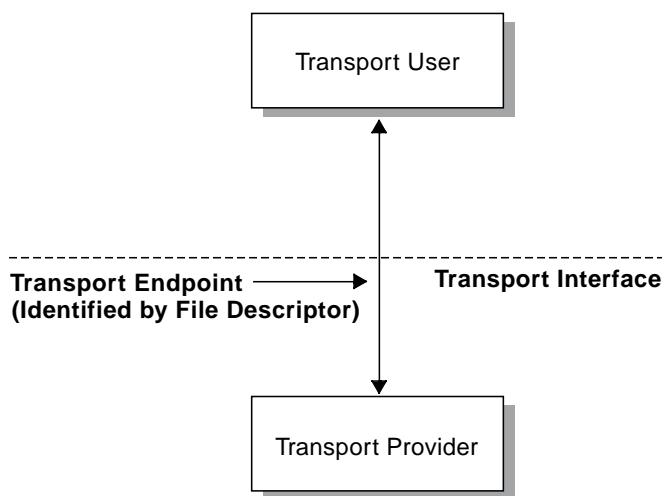 Transport User
Transport Endpoint
(Identified by File Descriptor)
Transport Interface
Transport Provider